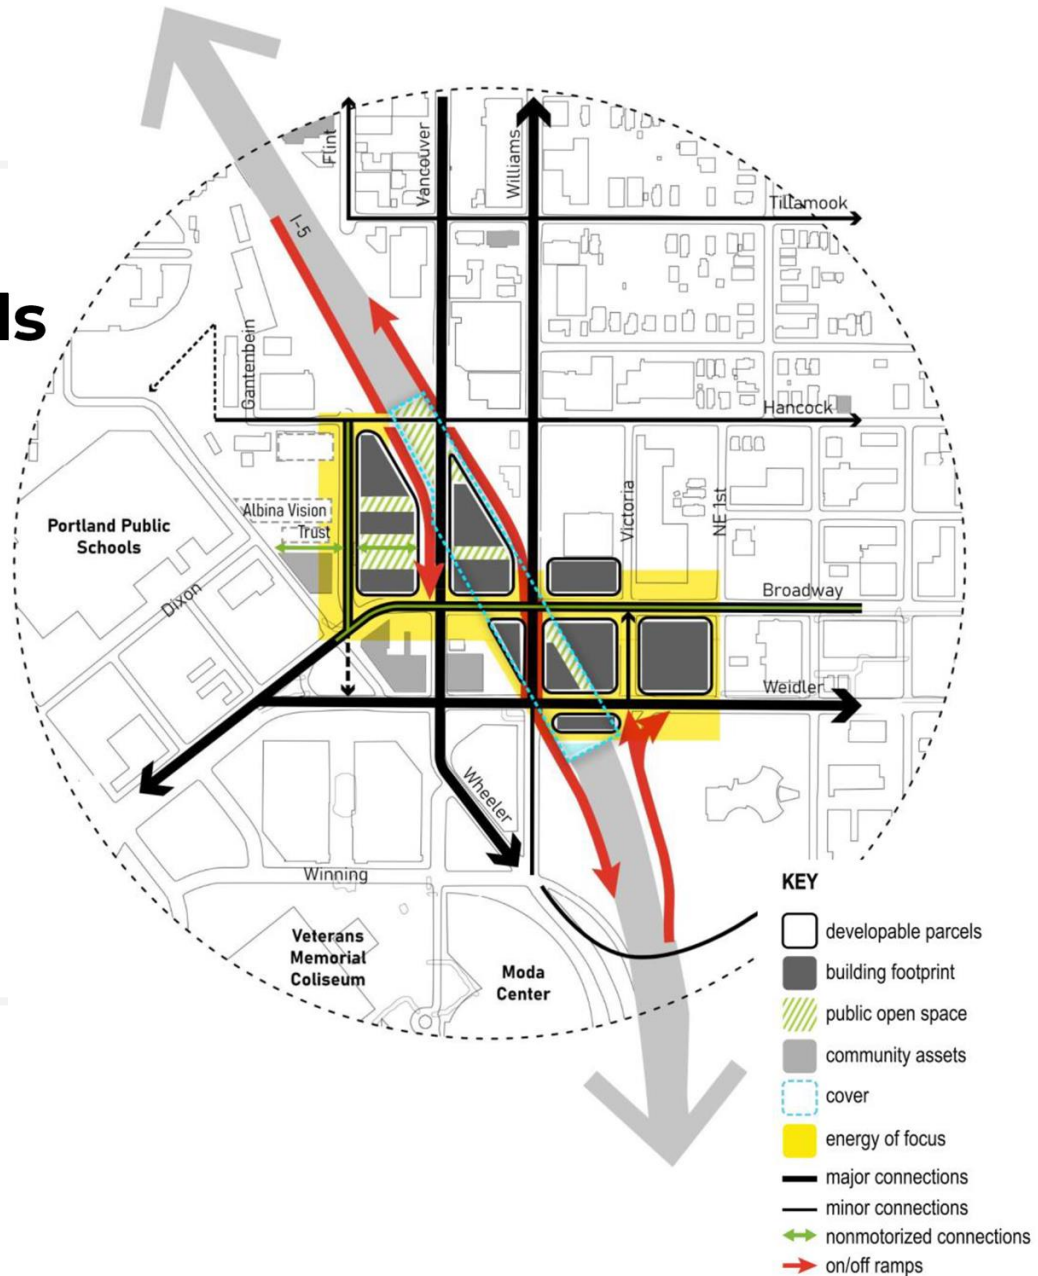 ls
Flint
Vancouver
Williams
Tillamook
I-5
Gantenbein
Hancock
Albina Vision
Trust
Portland Public
Schools
Victoria
NE 1st
Dixon
Broadway
Weidler
Wheeler
Winning
Veterans
Memorial
Coliseum
Moda
Center
KEY
developable parcels
building footprint
public open space
community assets
cover
energy of focus
major connections
minor connections
nonmotorized connections
on/off ramps